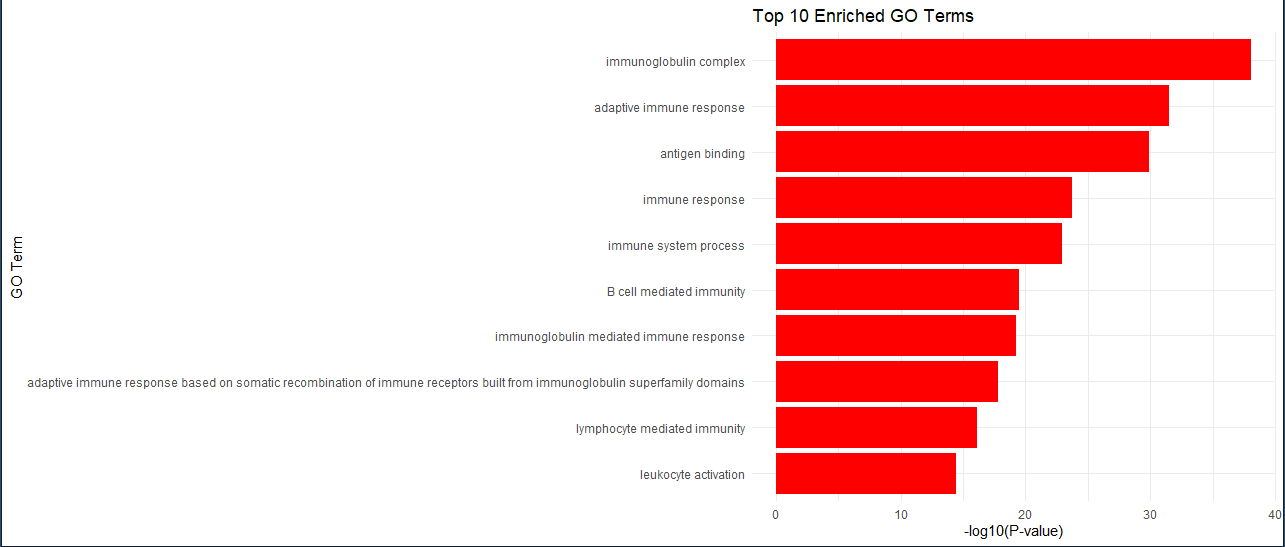 Top 10 Enriched GO Terms
GO Term
immunoglobulin complex
adaptive immune response
antigen binding
immune response
immune system process
B cell mediated immunity
immunoglobulin mediated immune response
adaptive immune response based on somatic recombination of immune receptors built from immunoglobulin superfamily domains
lymphocyte mediated immunity
leukocyte activation
0 10 20 30 40
-log10(P-value)